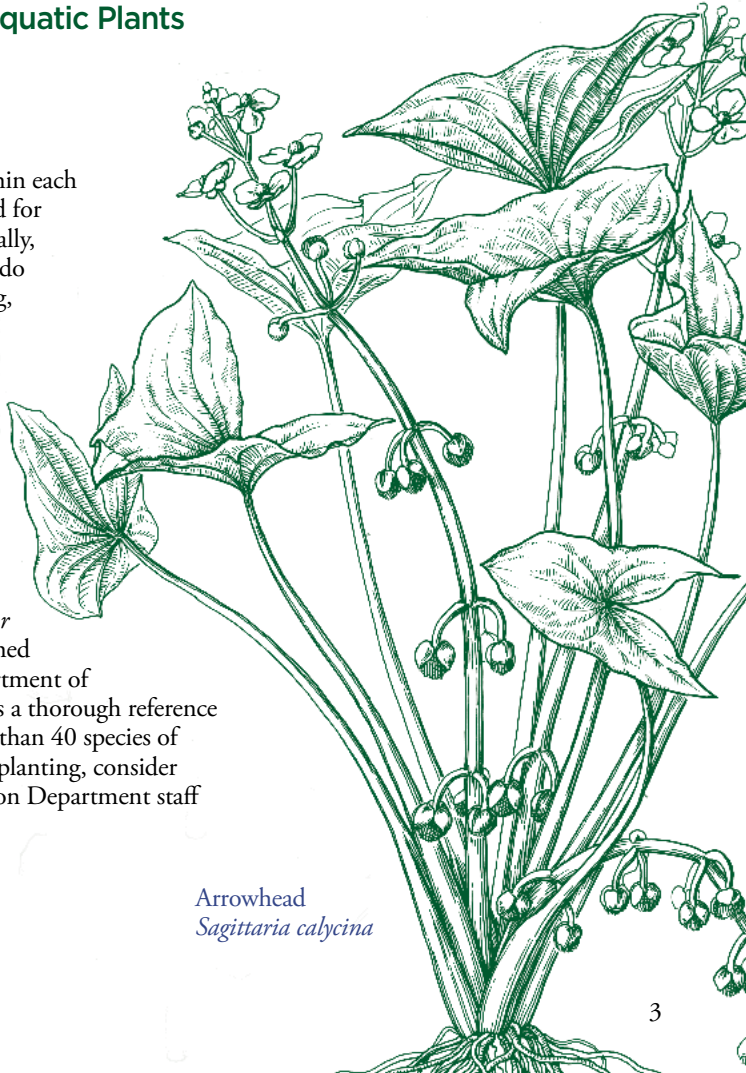 quatic Plants
hin each
d for
ally,
do
g,
r
ned
rtment of
s a thorough reference
than 40 species of
planting, consider
on Department staff
Arrowhead
Sagittaria calycina
3